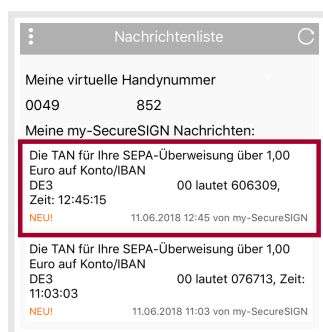 Nachrichtenliste
Meine virtuelle Handynummer
0049 852
Meine my-SecureSIGN Nachrichten:
Die TAN für Ihre SEPA-Überweisung über 1,00
Euro auf Konto/IBAN
DE3 00 lautet 606309,
Zeit: 12:45:15
NEU! 11.06.2018 12:45 von my-SecureSIGN
Die TAN für Ihre SEPA-Überweisung über 1,00
Euro auf Konto/IBAN
DE3 00 lautet 076713, Zeit:
11:03:03
NEU! 11.06.2018 11:03 von my-SecureSIGN